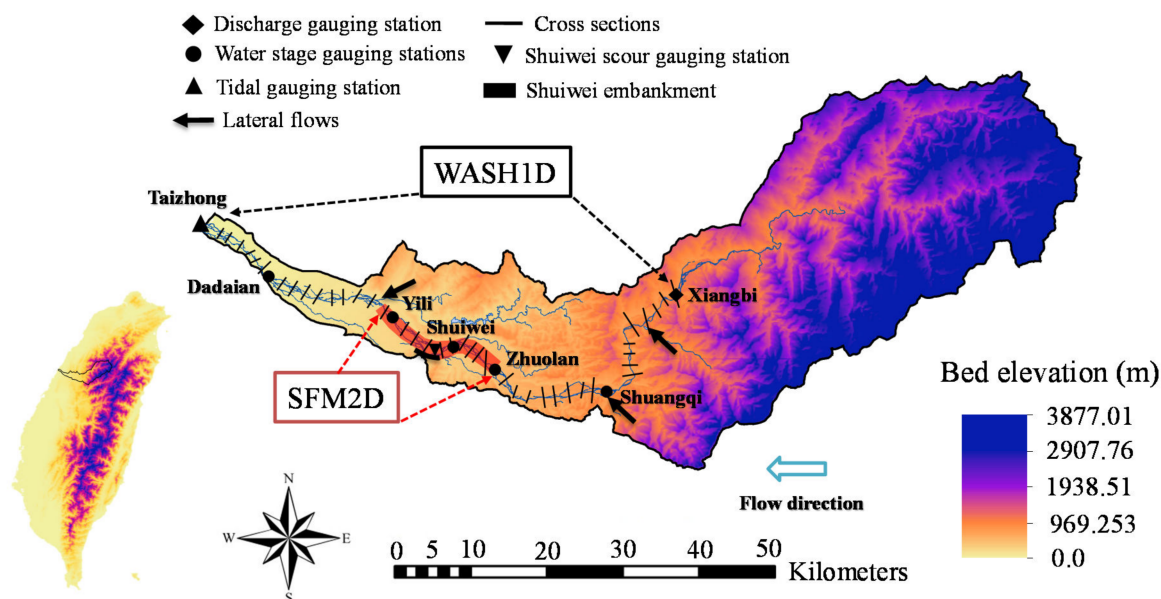 Discharge gauging station
Cross sections
Water stage gauging stations
Shuiwei scour gauging station
Tidal gauging station
Shuiwei embankment
Lateral flows
WASH1D
Taizhong
Dadaian
Yili
Shuiwei
Xiangbi
Zhuolan
SFM2D
Shuangqi
Bed elevation (m)
3877.01
2907.76
1938.51
969.253
0.0
Flow direction
N
W
E
S
0 5 10 20 30 40 50
Kilometers